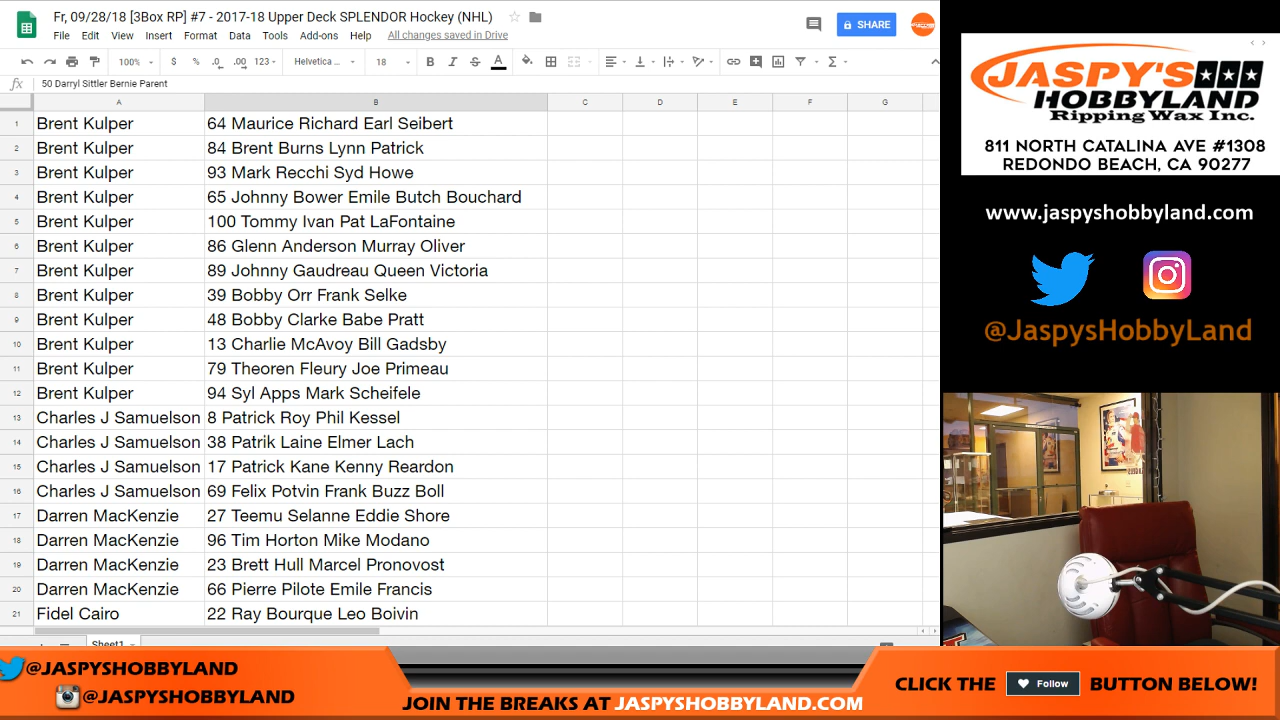 Fr, 09/28/18 [3Box RP] #7 - 2017-18 Upper Deck SPLENDOR Hockey (NHL)
File Edit View Insert Format Data Tools Add-ons Help All changes saved in Drive
SHARE
100% $ % .0 .00 123 Helvetica ... 18 B I S A
fx 50 Darryl Sittler Bernie Parent
A B C D E F G
1 Brent Kulper 64 Maurice Richard Earl Seibert
2 Brent Kulper 84 Brent Burns Lynn Patrick
3 Brent Kulper 93 Mark Recchi Syd Howe
4 Brent Kulper 65 Johnny Bower Emile Butch Bouchard
5 Brent Kulper 100 Tommy Ivan Pat LaFontaine
6 Brent Kulper 86 Glenn Anderson Murray Oliver
7 Brent Kulper 89 Johnny Gaudreau Queen Victoria
8 Brent Kulper 39 Bobby Orr Frank Selke
9 Brent Kulper 48 Bobby Clarke Babe Pratt
10 Brent Kulper 13 Charlie McAvoy Bill Gadsby
11 Brent Kulper 79 Theoren Fleury Joe Primeau
12 Brent Kulper 94 Syl Apps Mark Scheifele
13 Charles J Samuelson 8 Patrick Roy Phil Kessel
14 Charles J Samuelson 38 Patrik Laine Elmer Lach
15 Charles J Samuelson 17 Patrick Kane Kenny Reardon
16 Charles J Samuelson 69 Felix Potvin Frank Buzz Boll
17 Darren MacKenzie 27 Teemu Selanne Eddie Shore
18 Darren MacKenzie 96 Tim Horton Mike Modano
19 Darren MacKenzie 23 Brett Hull Marcel Pronovost
20 Darren MacKenzie 66 Pierre Pilote Emile Francis
21 Fidel Cairo 22 Ray Bourque Leo Boivin
Sheet1
JASPY'S
HOBBYLAND
Ripping Wax Inc.
811 NORTH CATALINA AVE #1308
REDONDO BEACH, CA 90277
www.jaspyshobbyland.com
@JaspysHobbyLand
@JASPYSHOBBYLAND
@JASPYSHOBBYLAND
JOIN THE BREAKS AT JASPYSHOBBYLAND.COM
CLICK THE Follow BUTTON BELOW!